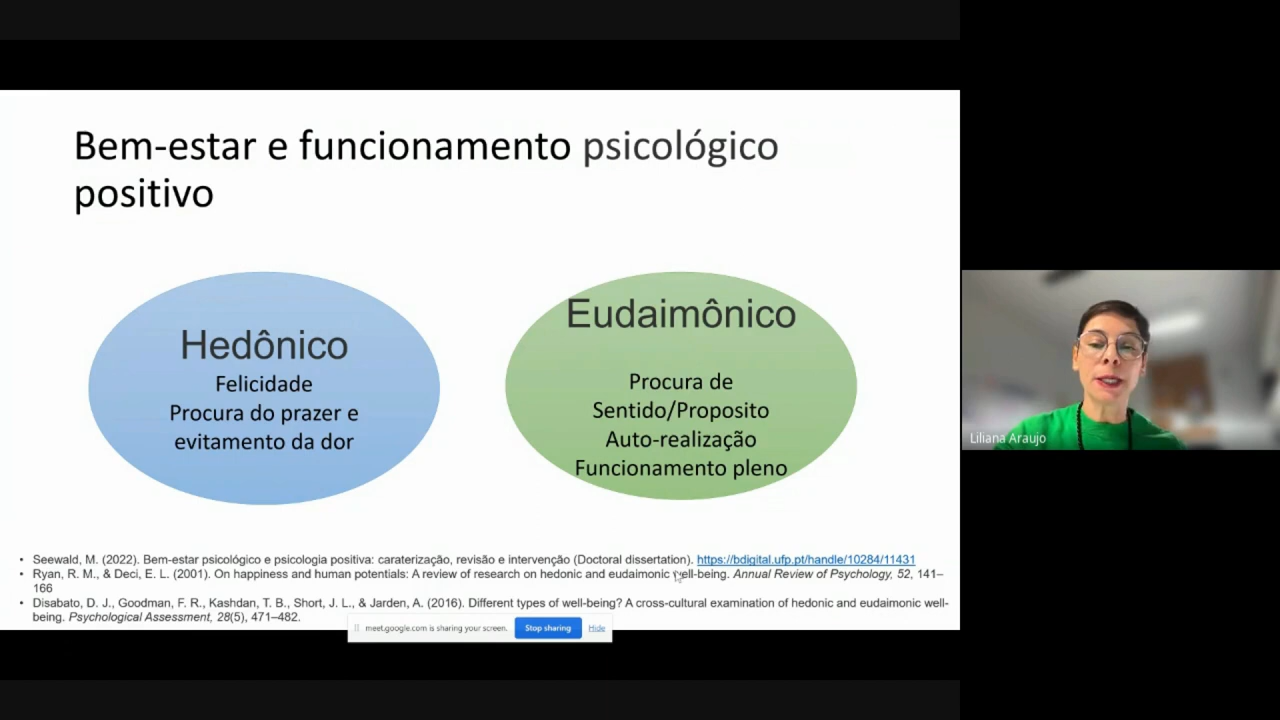 Bem-estar e funcionamento psicológico
positivo
Hedônico
Felicidade
Procura do prazer e
evitamento da dor
Eudaimônico
Procura de
Sentido/Proposito
Auto-realização
Funcionamento pleno
• Seewald, M. (2022). Bem-estar psicológico e psicologia positiva: caraterização, revisão e intervenção (Doctoral dissertation). https://bdigital.ufp.pt/handle/10284/11431
• Ryan, R. M., & Deci, E. L. (2001). On happiness and human potentials: A review of research on hedonic and eudaimonic well-being. Annual Review of Psychology, 52, 141–
166
• Disabato, D. J., Goodman, F. R., Kashdan, T. B., Short, J. L., & Jarden, A. (2016). Different types of well-being? A cross-cultural examination of hedonic and eudaimonic well-
being. Psychological Assessment, 28(5), 471–482.
meet.google.com is sharing your screen. Stop sharing Hide
Liliana Araujo